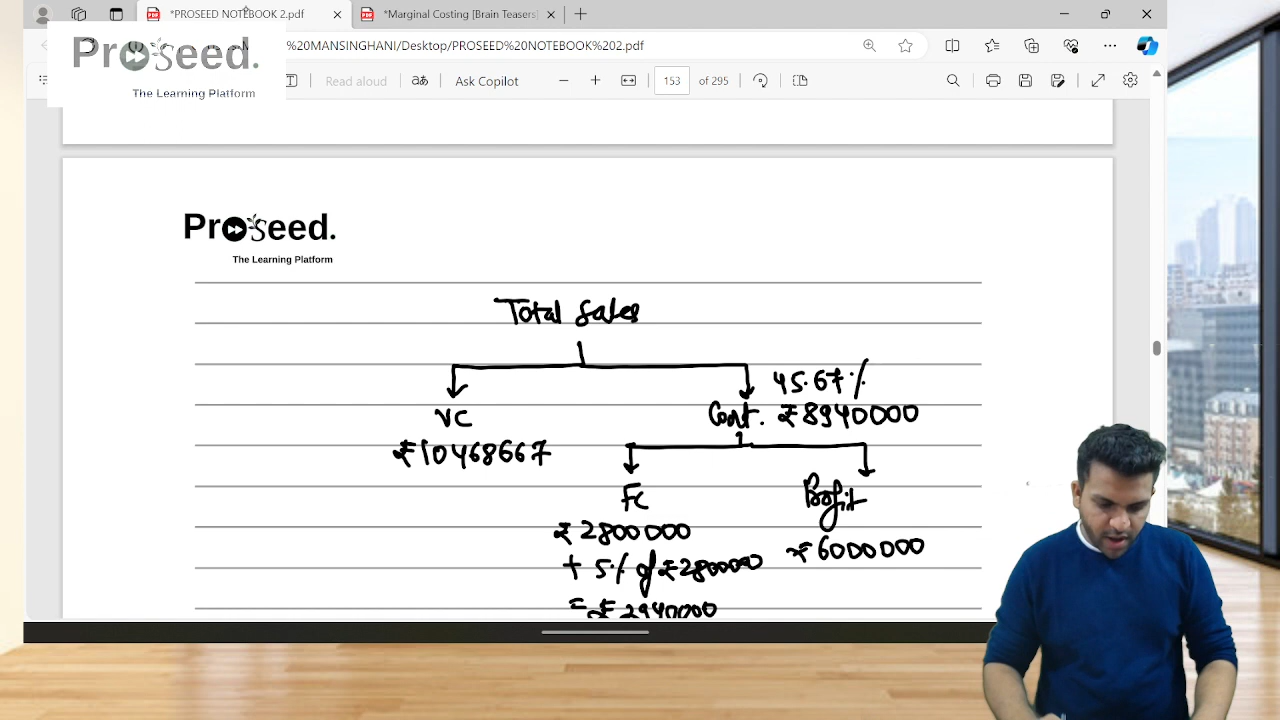 *PROSEED NOTEBOOK 2.pdf
*Marginal Costing [Brain Teasers]
%20MANSINGHANI/Desktop/PROSEED%20NOTEBOOK%202.pdf
Proseed.
The Learning Platform
Read aloud
aあ
Ask Copilot
153
of 295
Proseed.
The Learning Platform
Total Sales
45.67%
VC
Cont. ₹8940000
₹10468667
FC
Profit
₹2800000
₹6000000
+ 5% of ₹2800000
= ₹2940000